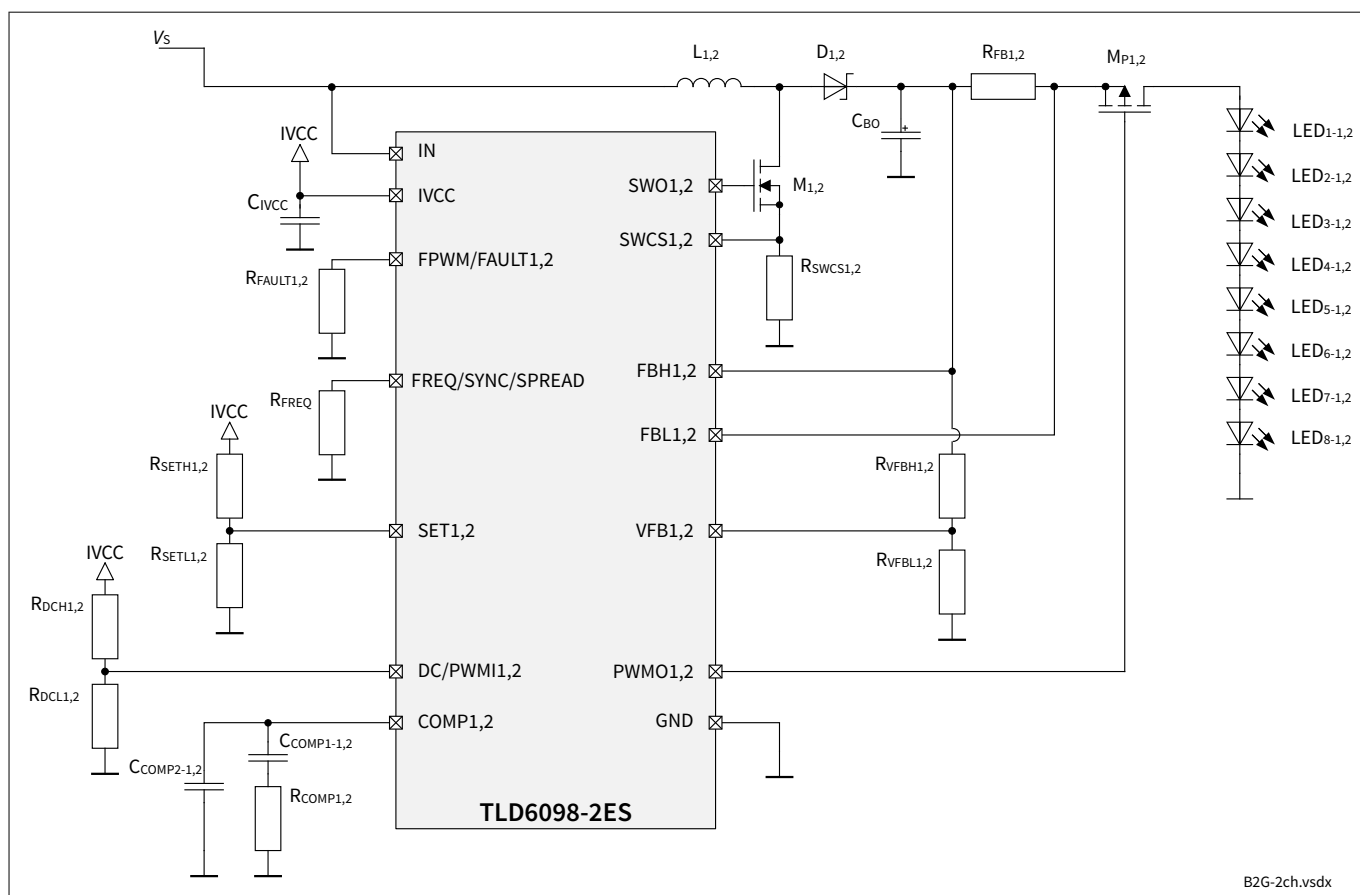 VS
L1,2
D1,2
RFB1,2
MP1,2
CBO
LED1-1,2
LED2-1,2
LED3-1,2
LED4-1,2
LED5-1,2
LED6-1,2
LED7-1,2
LED8-1,2
IVCC
CIVCC
RFAULT1,2
RFREQ
IVCC
RSETH1,2
RSETL1,2
IVCC
RDCH1,2
RDCL1,2
CCOMP2-1,2
CCOMP1-1,2
RCOMP1,2
IN
IVCC
FPWM/FAULT1,2
FREQ/SYNC/SPREAD
SET1,2
DC/PWMI1,2
COMP1,2
SWO1,2
SWCS1,2
FBH1,2
FBL1,2
VFB1,2
PWMO1,2
GND
TLD6098-2ES
M1,2
RSWCS1,2
RVFBH1,2
RVFBL1,2
B2G-2ch.vsdx